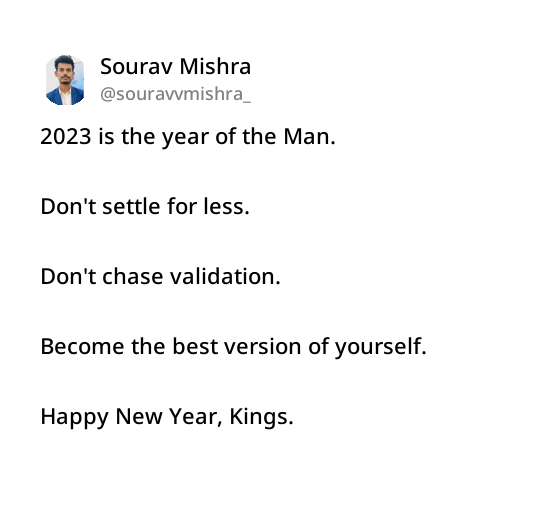 Sourav Mishra
@souravvmishra_
2023 is the year of the Man.
Don't settle for less.
Don't chase validation.
Become the best version of yourself.
Happy New Year, Kings.